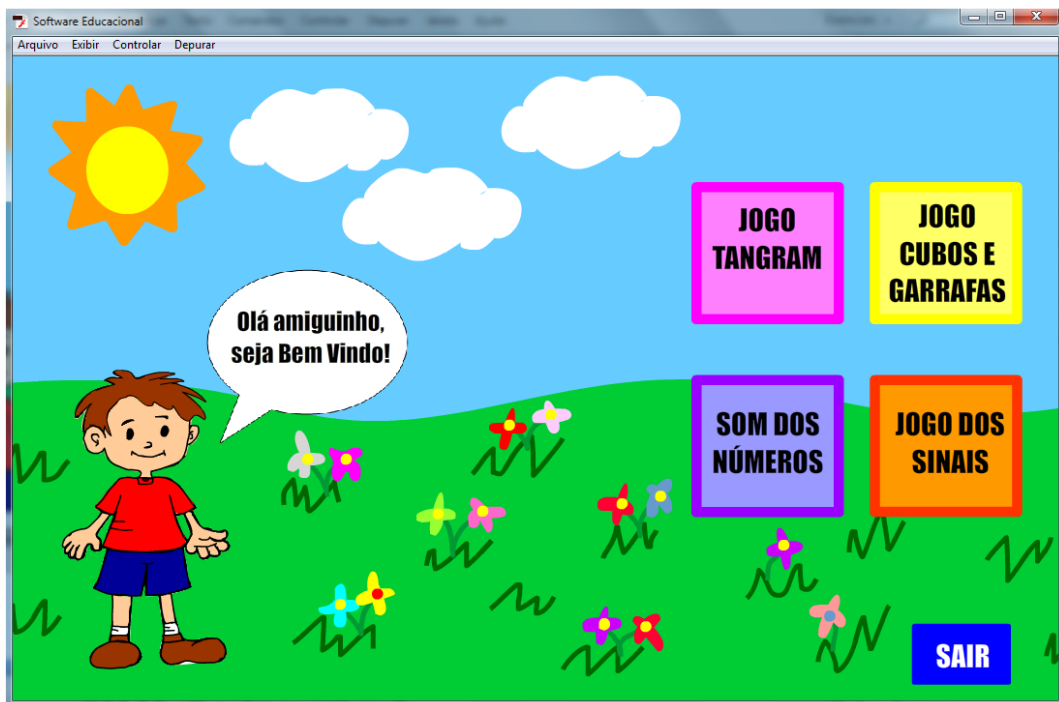 Software Educacional
Arquivo Exibir Controlar Depurar
Olá amiguinho,
seja Bem Vindo!
JOGO
TANGRAM
JOGO
CUBOS E
GARRAFAS
SOM DOS
NÚMEROS
JOGO DOS
SINAIS
SAIR